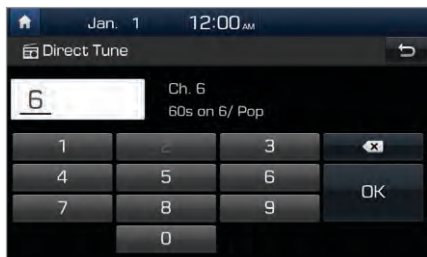 Jan. 1 12:00 AM
Direct Tune
6
Ch. 6
60s on 6/ Pop
1 2 3
4 5 6
OK
7 8 9
0